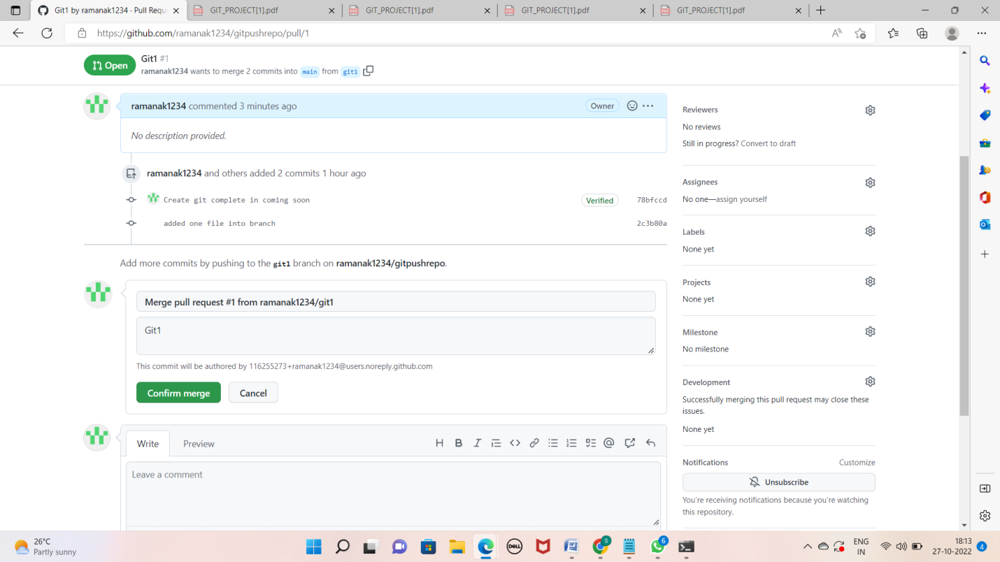 Git1 by ramanak1234 · Pull Requ
GIT_PROJECT[1].pdf
GIT_PROJECT[1].pdf
GIT_PROJECT[1].pdf
GIT_PROJECT[1].pdf
https://github.com/ramanak1234/gitpushrepo/pull/1
Open
Git1 #1
ramanak1234 wants to merge 2 commits into main from git1
ramanak1234 commented 3 minutes ago
Owner
No description provided.
ramanak1234 and others added 2 commits 1 hour ago
Create git complete in coming soon
Verified
78bfccd
added one file into branch
2c3b80a
Add more commits by pushing to the git1 branch on ramanak1234/gitpushrepo.
Merge pull request #1 from ramanak1234/git1
Git1
This commit will be authored by 116255273+ramanak1234@users.noreply.github.com
Confirm merge
Cancel
Write
Preview
Leave a comment
Reviewers
No reviews
Still in progress? Convert to draft
Assignees
No one—assign yourself
Labels
None yet
Projects
None yet
Milestone
No milestone
Development
Successfully merging this pull request may close these
issues.
None yet
Notifications
Customize
Unsubscribe
You're receiving notifications because you're watching
this repository.
26°C
Partly sunny
DELL
S
6
ENG
IN
18:13
27-10-2022
4